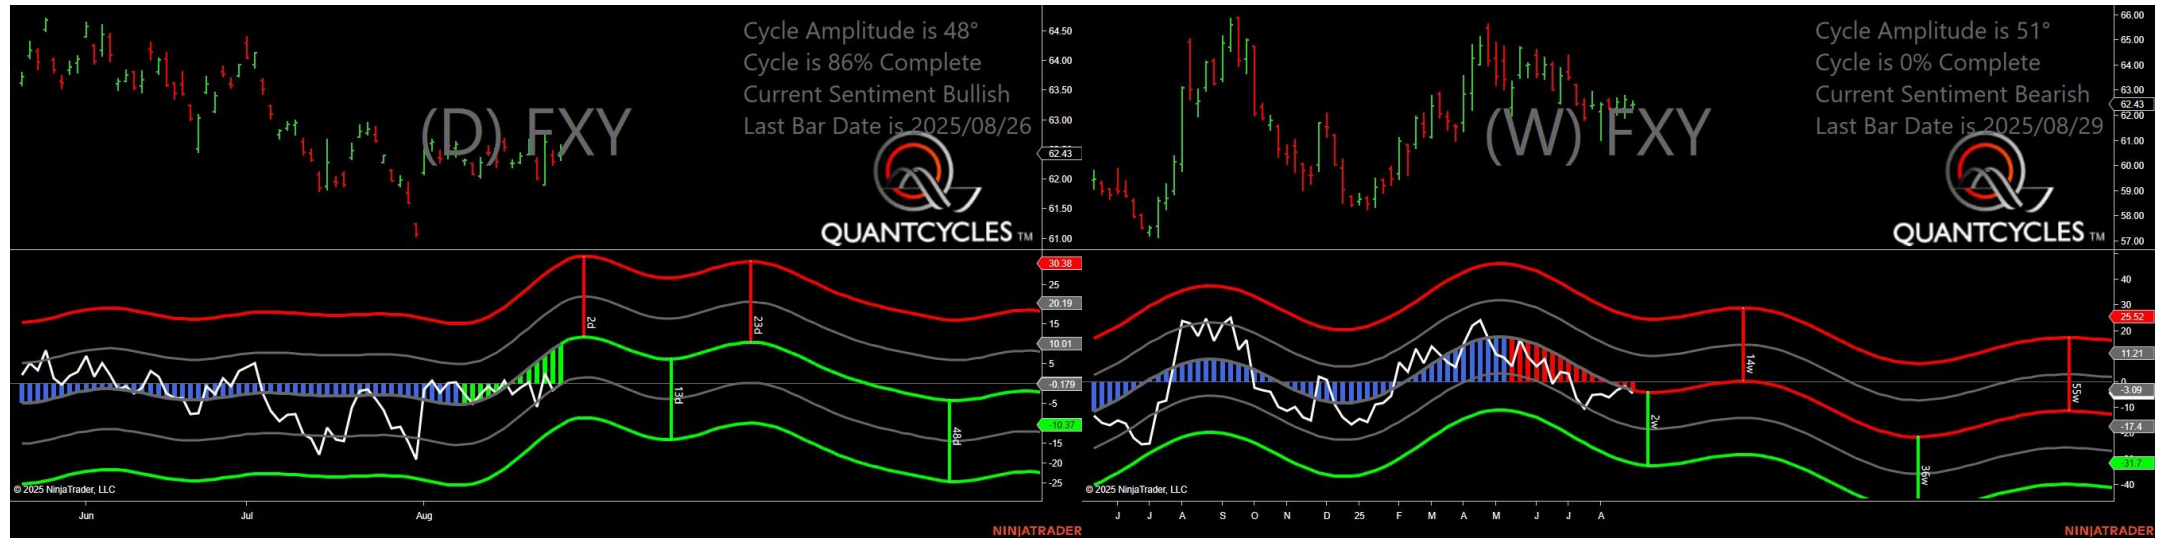 Cycle Amplitude is 48°
Cycle is 86% Complete
Current Sentiment Bullish
Last Bar Date is 2025/08/26
(D) FXY
QUANTCYCLES TM
64.50
64.00
63.50
63.00
62.43
62.00
61.50
61.00
30.38
25
20.19
15
10.01
5
-0.179
-5
-10.37
-15
-20
-25
2d
23d
13d
48d
© 2025 NinjaTrader, LLC
Jun
Jul
Aug
NINJATRADER
Cycle Amplitude is 51°
Cycle is 0% Complete
Current Sentiment Bearish
Last Bar Date is 2025/08/29
(W) FXY
QUANTCYCLES TM
66.00
65.00
64.00
63.00
62.43
62.00
61.00
60.00
59.00
58.00
57.00
40
30
25.52
20
11.21
-3.09
-10
-17.4
-31.7
-40
14w
55w
2w
36w
© 2025 NinjaTrader, LLC
J J A S O N D 25 F M A M J J A
NINJATRADER